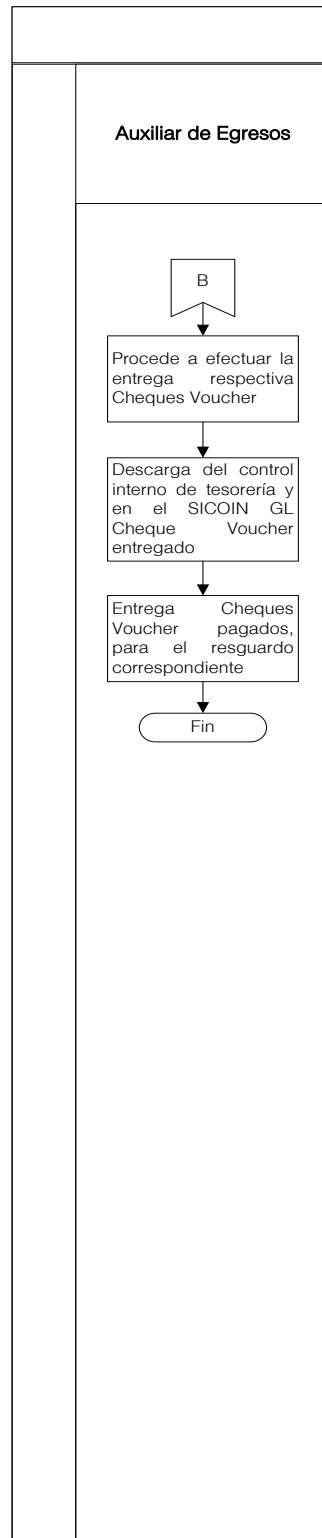 Auxiliar de Egresos
B
Procede a efectuar la
entrega respectiva
Cheques Voucher
Descarga del control
interno de tesorería y
en el SICOIN GL
Cheque Voucher
entregado
Entrega Cheques
Voucher pagados,
para el resguardo
correspondiente
Fin